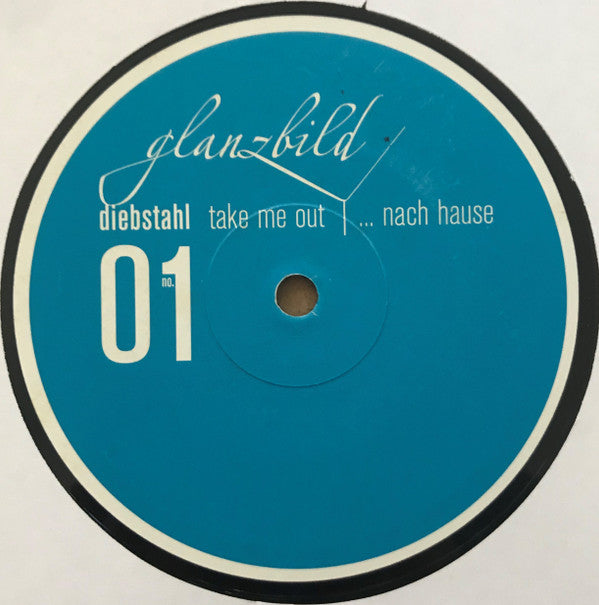 glanzbild
diebstahl take me out ... nach hause
no.
01